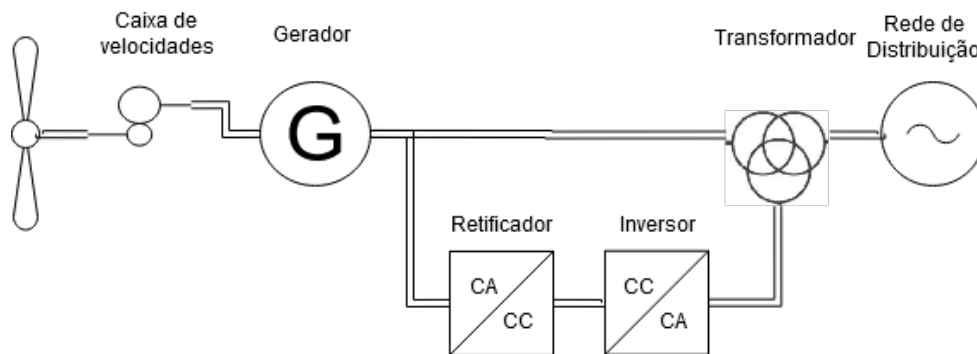 Caixa de
velocidades
Gerador
Transformador
Rede de
Distribuição
G
Retificador
Inversor
CA
CC
CC
CA